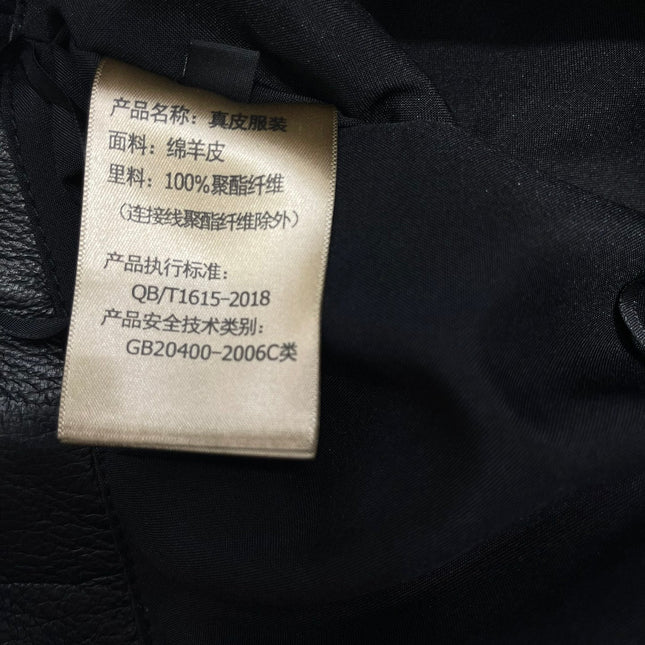 产品名称：真皮服装
面料：绵羊皮
里料：100%聚酯纤维
（连接线聚酯纤维除外）
产品执行标准：
QB/T1615-2018
产品安全技术类别：
GB20400-2006C类